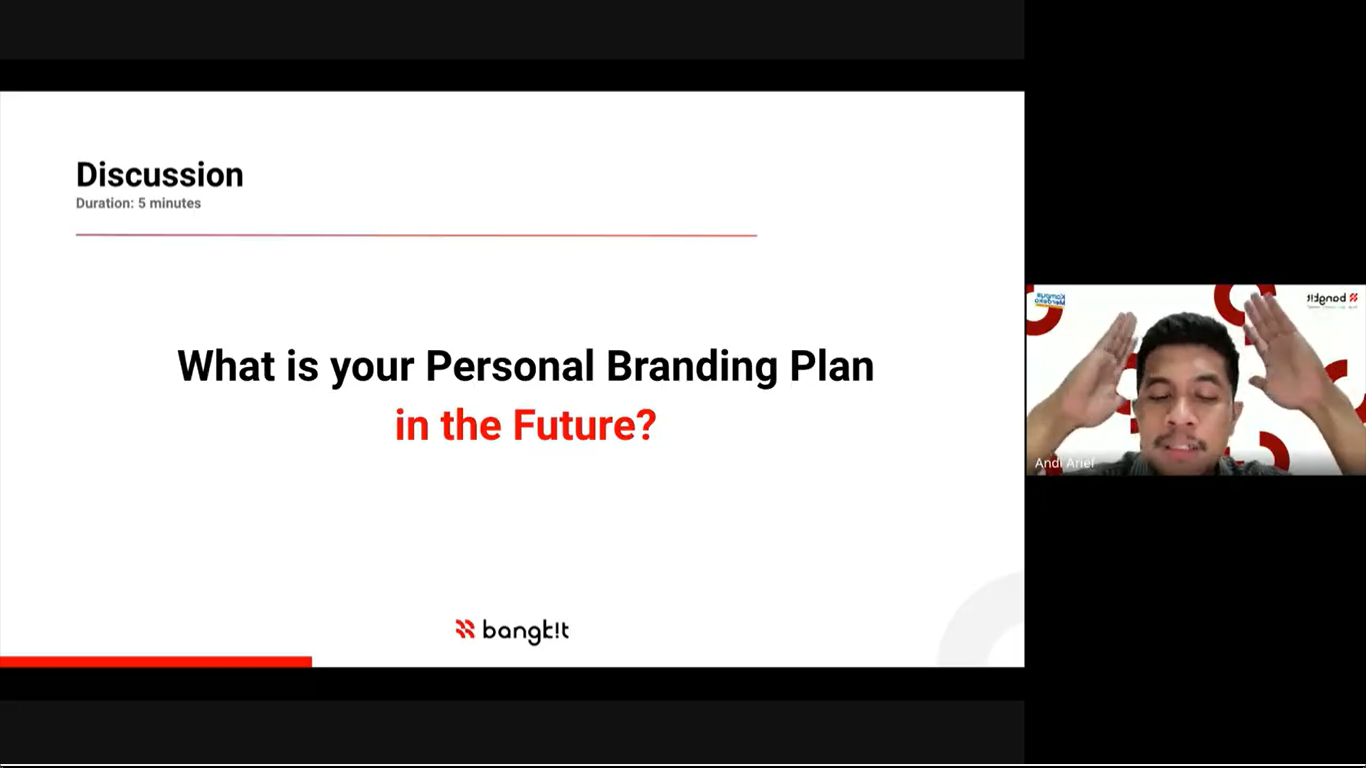 Discussion
Duration: 5 minutes
What is your Personal Branding Plan
in the Future?
bangk!t
Kampus
Merdeka
bangk!t
Andi Arief